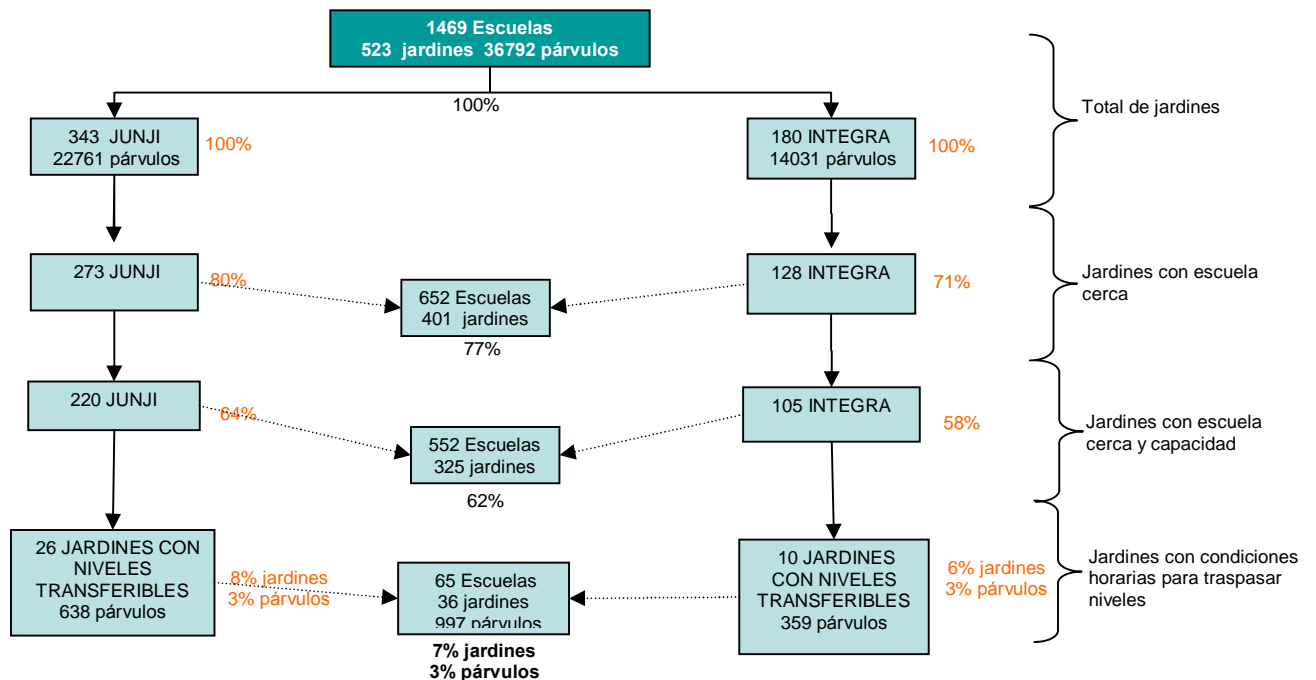 1469 Escuelas
523 jardines 36792 párvulos
100%
Total de jardines
343 JUNJI
22761 párvulos
100%
180 INTEGRA
14031 párvulos
100%
273 JUNJI
80%
652 Escuelas
401 jardines
77%
128 INTEGRA
71%
Jardines con escuela
cerca
220 JUNJI
64%
552 Escuelas
325 jardines
62%
105 INTEGRA
58%
Jardines con escuela
cerca y capacidad
26 JARDINES CON
NIVELES
TRANSFERIBLES
638 párvulos
8% jardines
3% párvulos
65 Escuelas
36 jardines
997 párvulos
7% jardines
3% párvulos
10 JARDINES
CON NIVELES
TRANSFERIBLES
359 párvulos
6% jardines
3% párvulos
Jardines con condiciones
horarias para traspasar
niveles